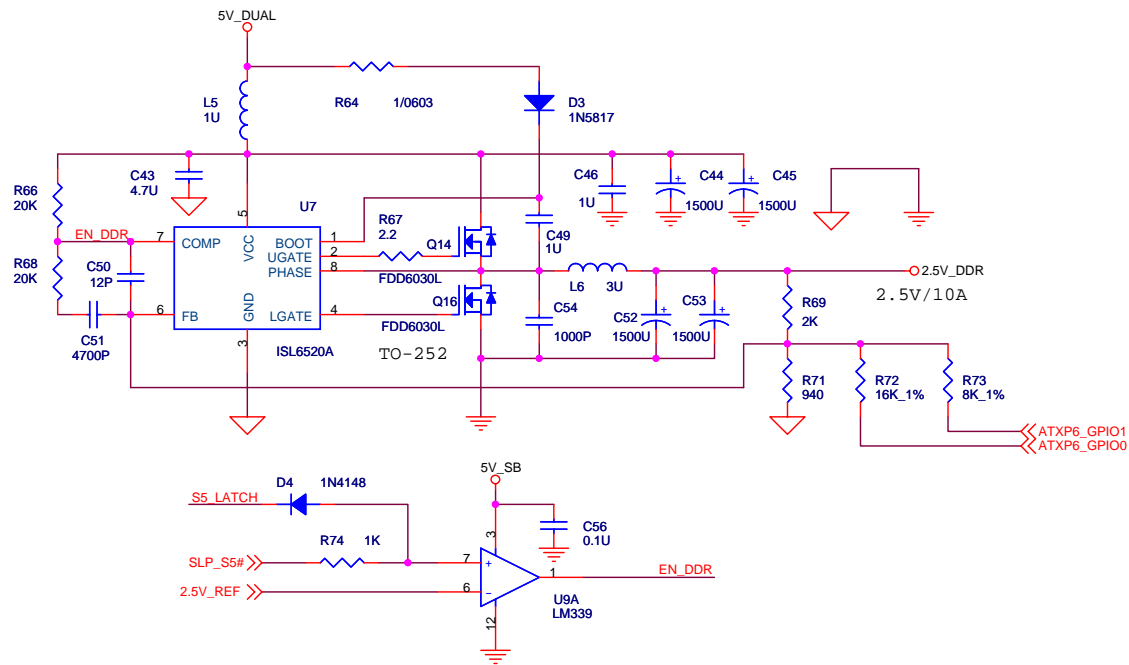 5V_DUAL
L5
1U
R64 1/0603
D3
1N5817
R66
20K
C43
4.7U
C46
1U
C44
1500U
C45
1500U
U7
R67
2.2
Q14
C49
1U
EN_DDR
7
COMP
5
VCC
BOOT
1
UGATE
2
PHASE
8
FDD6030L
R68
20K
C50
12P
L6 3U
2.5V_DDR
2.5V/10A
6
FB
GND
3
LGATE
4
Q16
FDD6030L
C54
1000P
C52
1500U
C53
1500U
R69
2K
C51
4700P
ISL6520A
TO-252
R71
940
R72
16K_1%
R73
8K_1%
ATXP6_GPIO1
ATXP6_GPIO0
5V_SB
D4 1N4148
S5_LATCH
C56
0.1U
3
R74 1K
SLP_S5#
7
+
2.5V_REF
6
-
1
EN_DDR
U9A
LM339
12